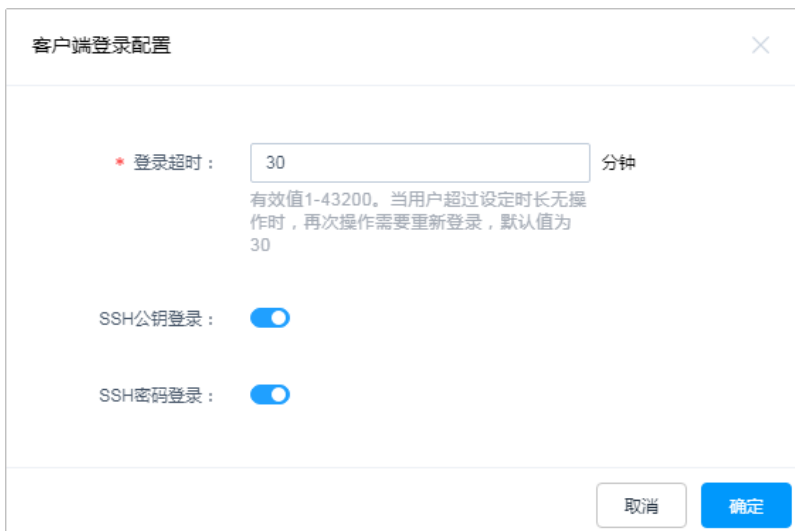 客户端登录配置
* 登录超时： 30 分钟
有效值1-43200。当用户超过设定时长无操
作时，再次操作需要重新登录，默认值为
30
SSH公钥登录：
SSH密码登录：
取消 确定